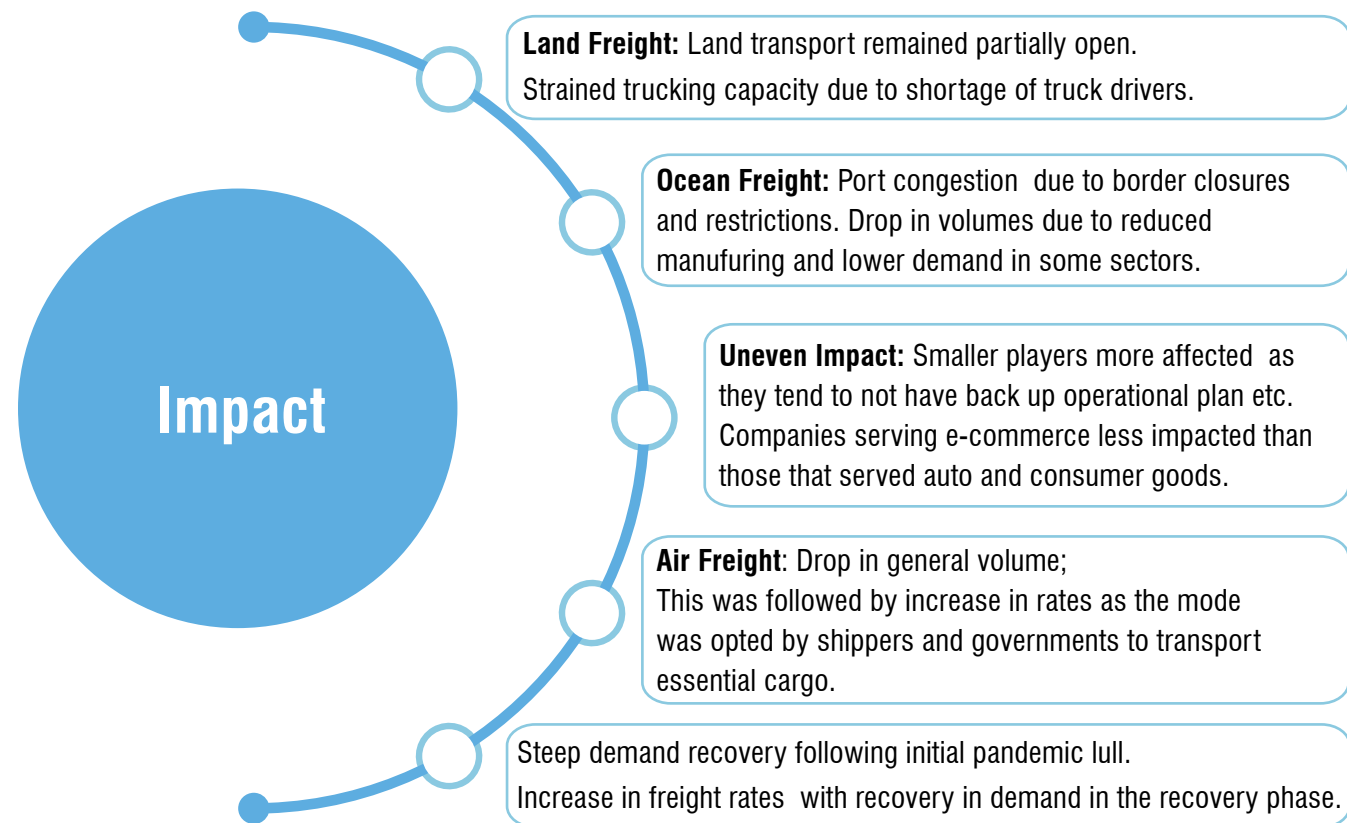 Impact
Land Freight: Land transport remained partially open.
Strained trucking capacity due to shortage of truck drivers.
Ocean Freight: Port congestion due to border closures
and restrictions. Drop in volumes due to reduced
manufuring and lower demand in some sectors.
Uneven Impact: Smaller players more affected as
they tend to not have back up operational plan etc.
Companies serving e-commerce less impacted than
those that served auto and consumer goods.
Air Freight: Drop in general volume;
This was followed by increase in rates as the mode
was opted by shippers and governments to transport
essential cargo.
Steep demand recovery following initial pandemic lull.
Increase in freight rates with recovery in demand in the recovery phase.